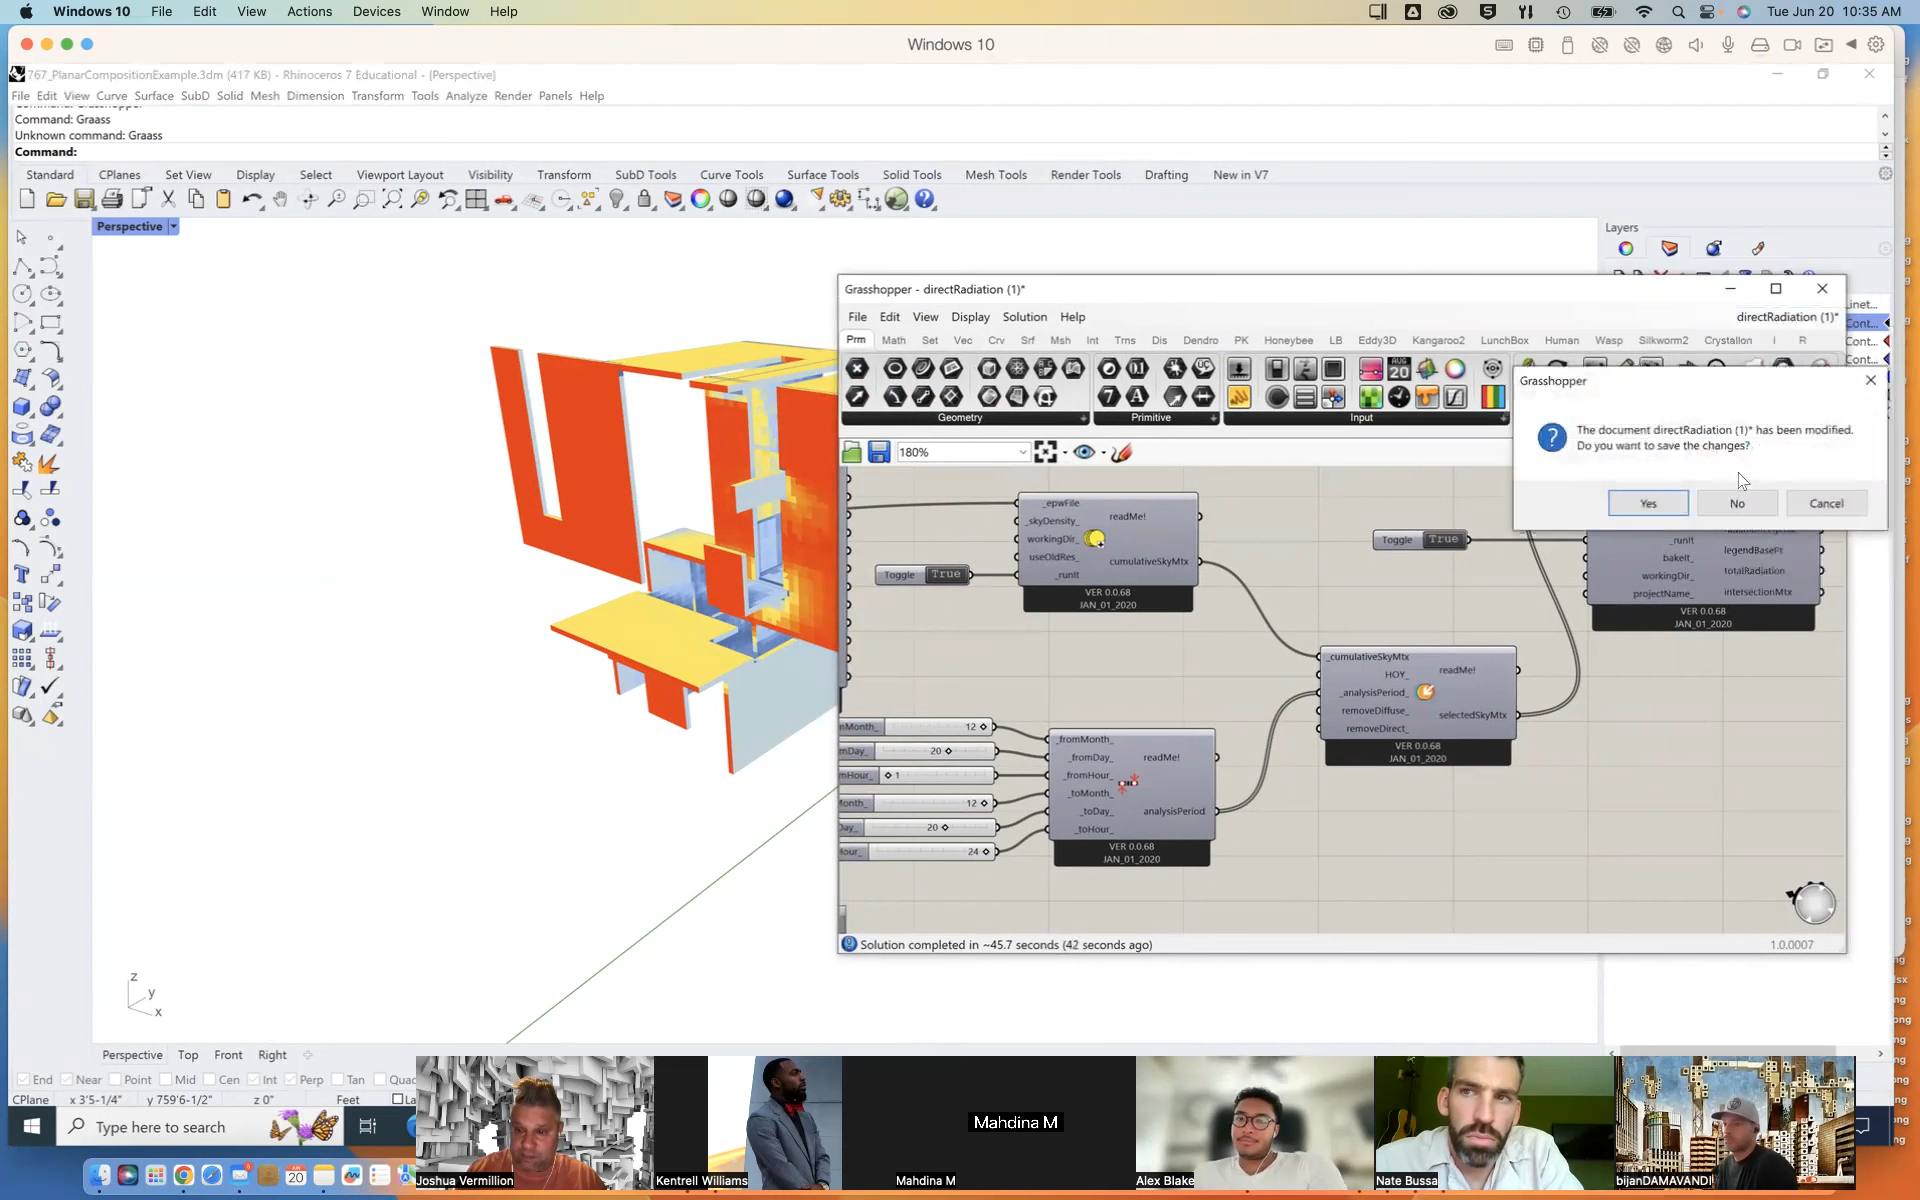 Windows 10 File Edit View Actions Devices Window Help Tue Jun 20 10:35 AM
Windows 10
767_PlanarCompositionExample.3dm (417 KB) - Rhinoceros 7 Educational - [Perspective]
File Edit View Curve Surface SubD Solid Mesh Dimension Transform Tools Analyze Render Panels Help
Command: Graass
Unknown command: Graass
Command:
Standard CPlanes Set View Display Select Viewport Layout Visibility Transform SubD Tools Curve Tools Surface Tools Solid Tools Mesh Tools Render Tools Drafting New in V7
Perspective
Layers
Grasshopper - directRadiation (1)*
File Edit View Display Solution Help directRadiation (1)*
Prm Math Set Vec Crv Srf Msh Int Trns Dis Dendro PK Honeybee LB Eddy3D Kangaroo2 LunchBox Human Wasp Silkworm2 Crystallon I R
Geometry Primitive Input
Grasshopper
The document directRadiation (1)* has been modified.
Do you want to save the changes?
Yes No Cancel
180%
_epwFile
_skyDensity_
workingDir_
useOldRes_
_runIt
readMe!
cumulativeSkyMtx
VER 0.0.68
JAN_01_2020
Toggle True
Toggle True
_runIt
bakeIt_
workingDir_
projectName_
legendBasePt
totalRadiation
intersectionMtx
VER 0.0.68
JAN_01_2020
_cumulativeSkyMtx
HOY_
_analysisPeriod_
removeDiffuse_
removeDirect_
readMe!
selectedSkyMtx
VER 0.0.68
JAN_01_2020
12
20
1
12
20
24
_fromMonth_
_fromDay_
_fromHour_
_toMonth_
_toDay_
_toHour_
readMe!
analysisPeriod
VER 0.0.68
JAN_01_2020
Solution completed in ~45.7 seconds (42 seconds ago) 1.0.0007
z
y
x
Perspective Top Front Right
End Near Point Mid Cen Int Perp Tan
CPlane x 3'5-1/4" y 759'6-1/2" z 0" Feet
Type here to search
Mahdina M
Joshua Vermillion Kentrell Williams Mahdina M Alex Blake Nate Bussa bijanDAMAVANDI